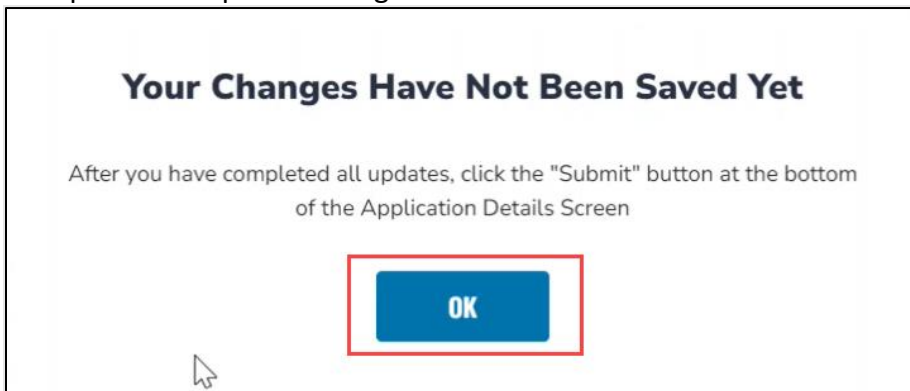 Your Changes Have Not Been Saved Yet
After you have completed all updates, click the "Submit" button at the bottom
of the Application Details Screen
OK